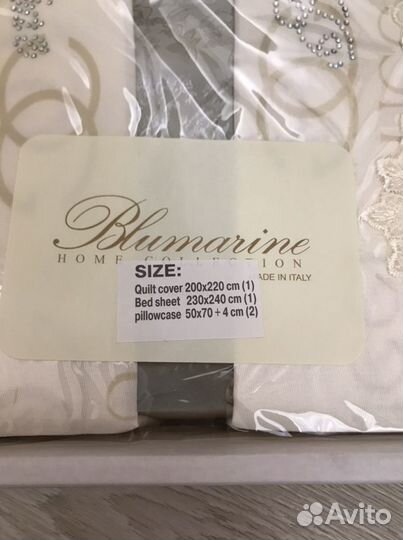 Blumarine
HOME COLLECTION
MADE IN ITALY
SIZE:
Quilt cover 200x220 cm (1)
Bed sheet 230x240 cm (1)
pillowcase 50x70 + 4 cm (2)
Avito